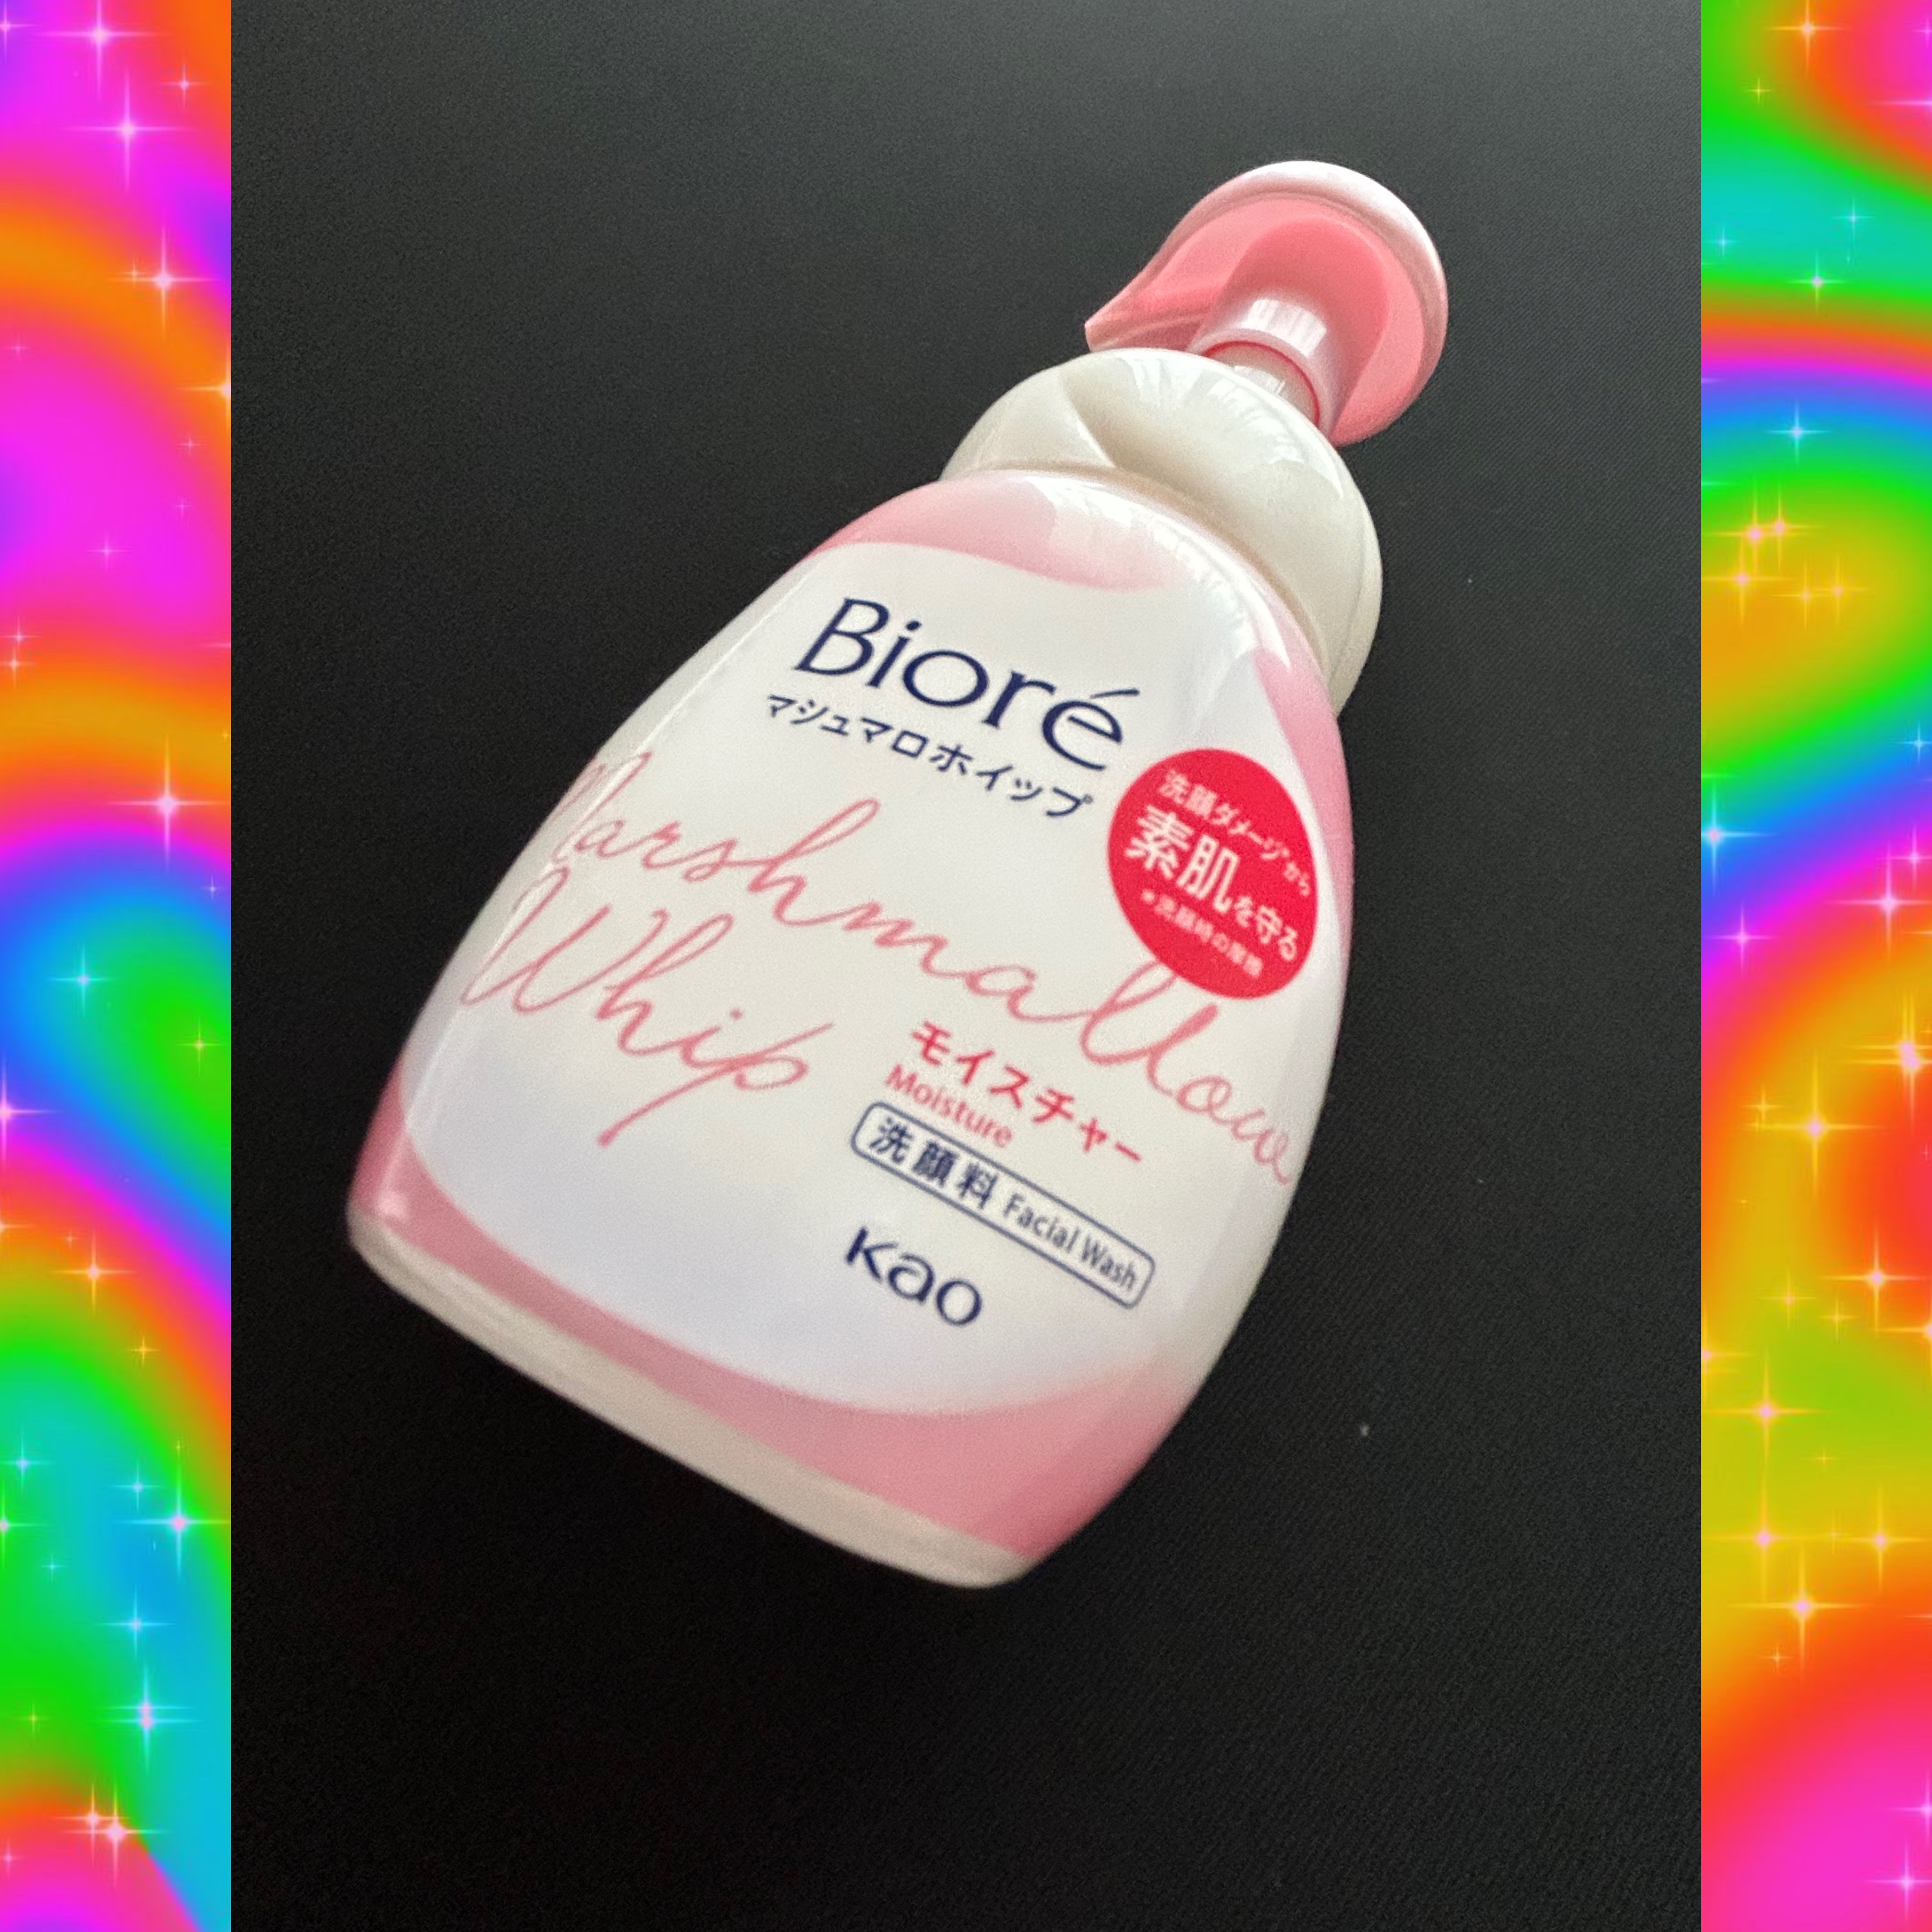 Bioré
マシュマロホイップ
Marshmallow
Whip
洗顔ダメージ*から
素肌を守る
*洗顔時の摩擦
モイスチャー
Moisture
洗顔料 Facial Wash
Kao